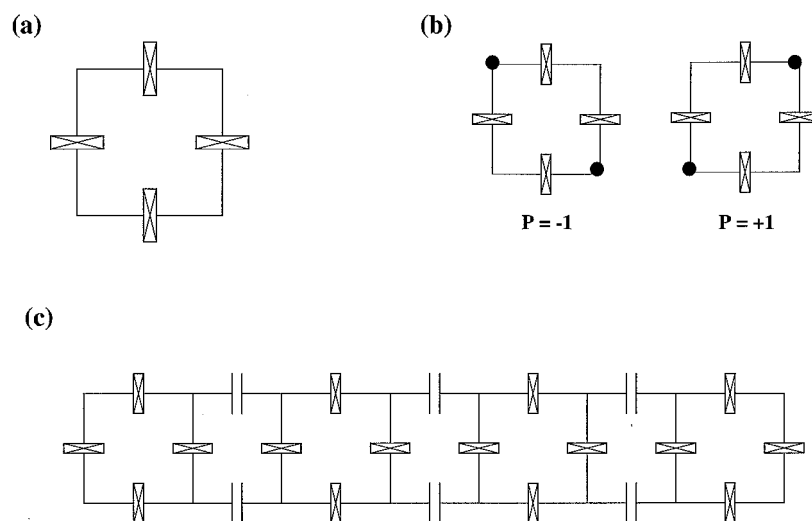 (a)
(b)
P = -1
P = +1
(c)